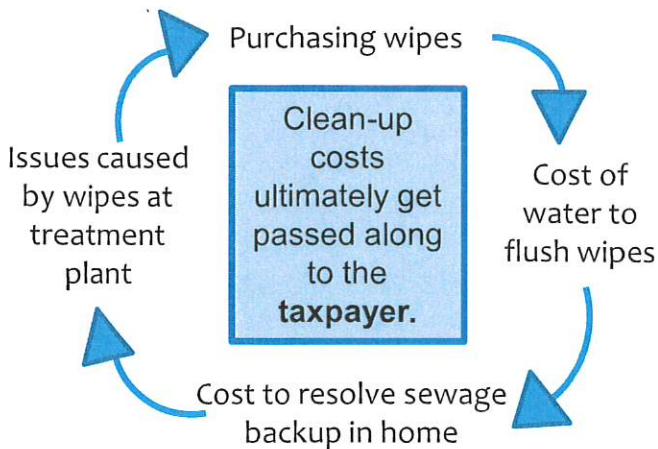 Purchasing wipes
Cost of
water to
flush wipes
Cost to resolve sewage
backup in home
Issues caused
by wipes at
treatment
plant
Clean-up
costs
ultimately get
passed along
to the
taxpayer.